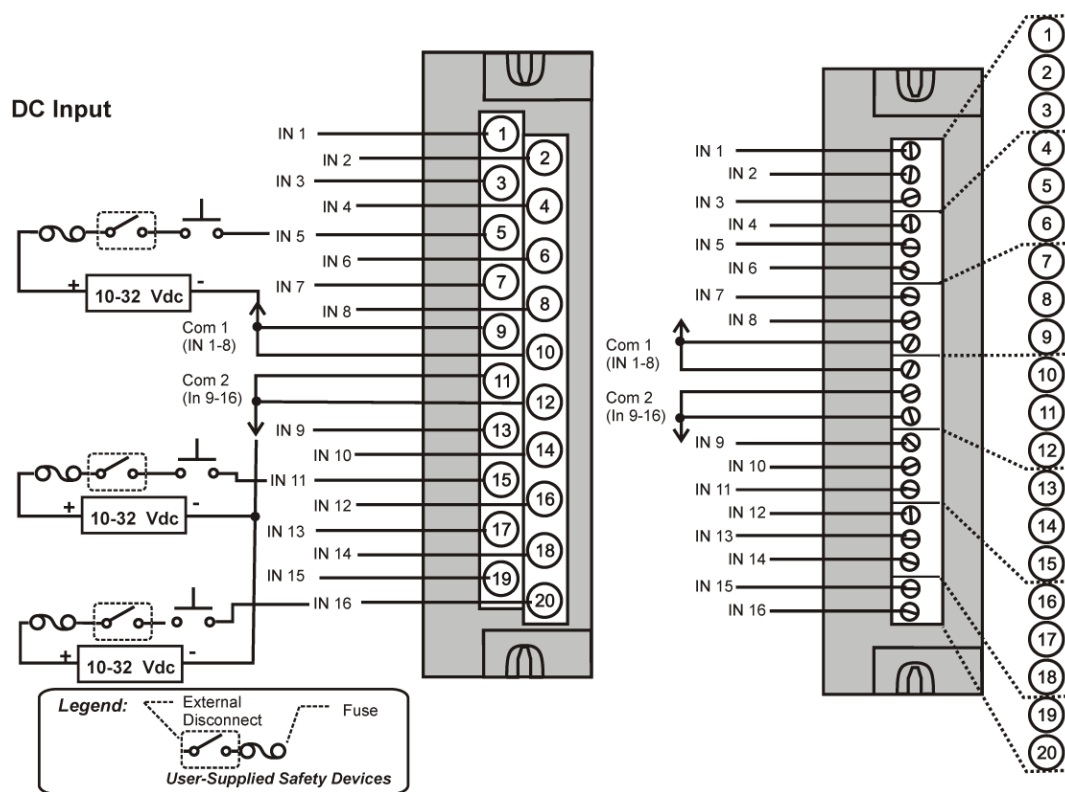 DC Input
IN 1
IN 2
IN 3
IN 4
IN 5
IN 6
IN 7
IN 8
+ 10-32 Vdc -
Com 1
(IN 1-8)
Com 2
(In 9-16)
IN 9
IN 10
IN 11
IN 12
+ 10-32 Vdc -
IN 13
IN 14
IN 15
IN 16
+ 10-32 Vdc -
1
2
3
4
5
6
7
8
9
10
11
12
13
14
15
16
17
18
19
20
Legend:
External
Disconnect
Fuse
User-Supplied Safety Devices
IN 1
IN 2
IN 3
IN 4
IN 5
IN 6
IN 7
IN 8
Com 1
(IN 1-8)
Com 2
(In 9-16)
IN 9
IN 10
IN 11
IN 12
IN 13
IN 14
IN 15
IN 16
1
2
3
4
5
6
7
8
9
10
11
12
13
14
15
16
17
18
19
20